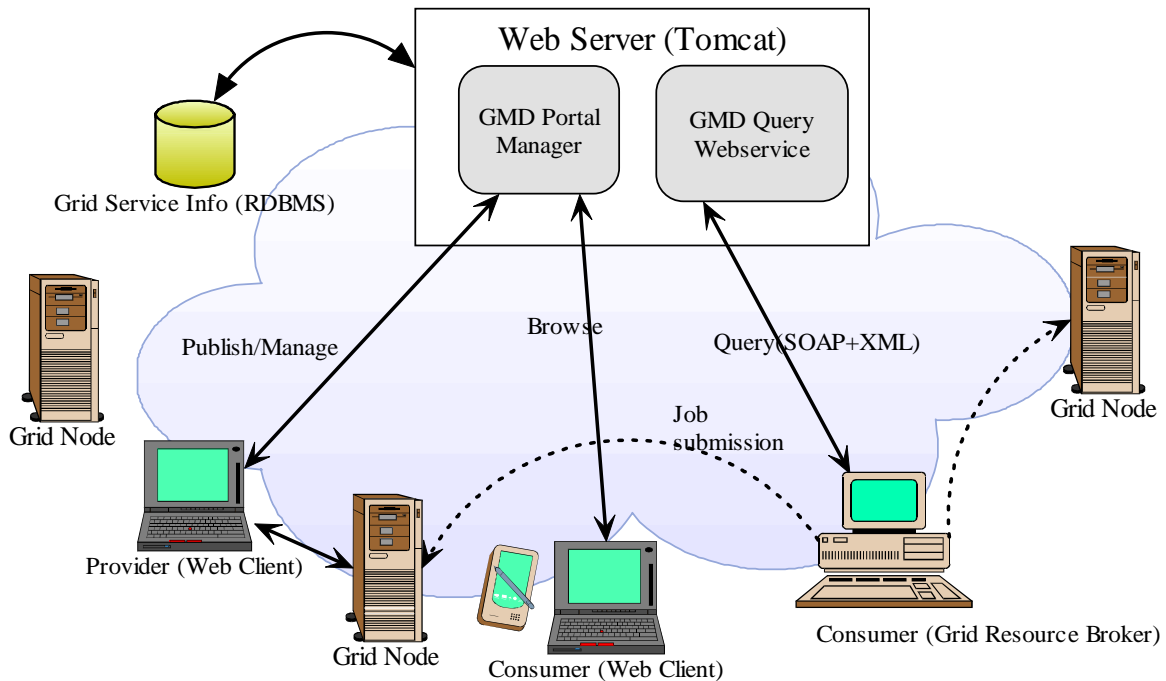 Web Server (Tomcat)
GMD Portal
Manager
GMD Query
Webservice
Grid Service Info (RDBMS)
Publish/Manage
Browse
Query(SOAP+XML)
Job
submission
Grid Node
Grid Node
Provider (Web Client)
Grid Node
Consumer (Web Client)
Consumer (Grid Resource Broker)